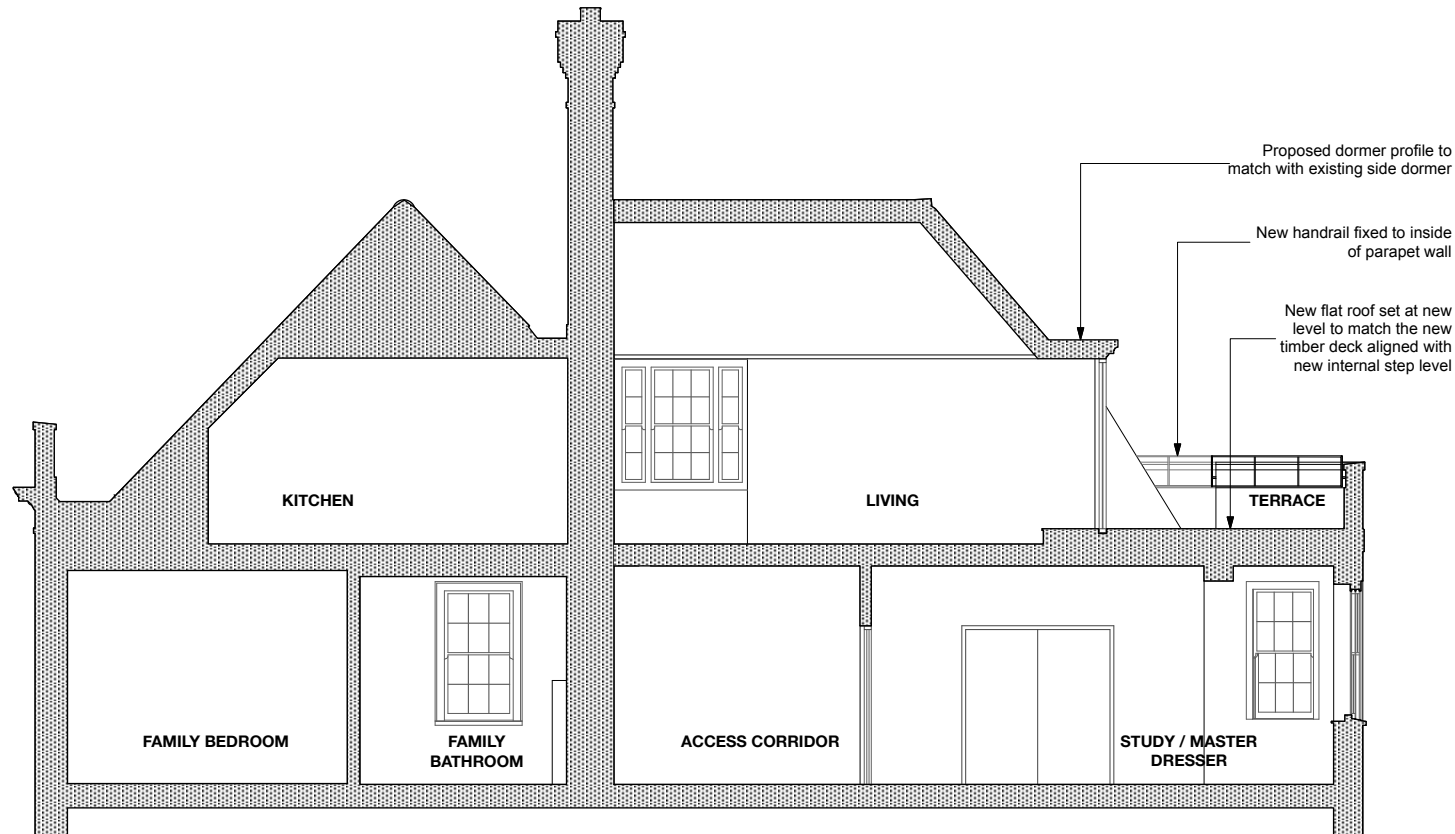 Proposed dormer profile to
match with existing side dormer
New handrail fixed to inside
of parapet wall
New flat roof set at new
level to match the new
timber deck aligned with
new internal step level
KITCHEN
LIVING
TERRACE
FAMILY BEDROOM
FAMILY
BATHROOM
ACCESS CORRIDOR
STUDY / MASTER
DRESSER